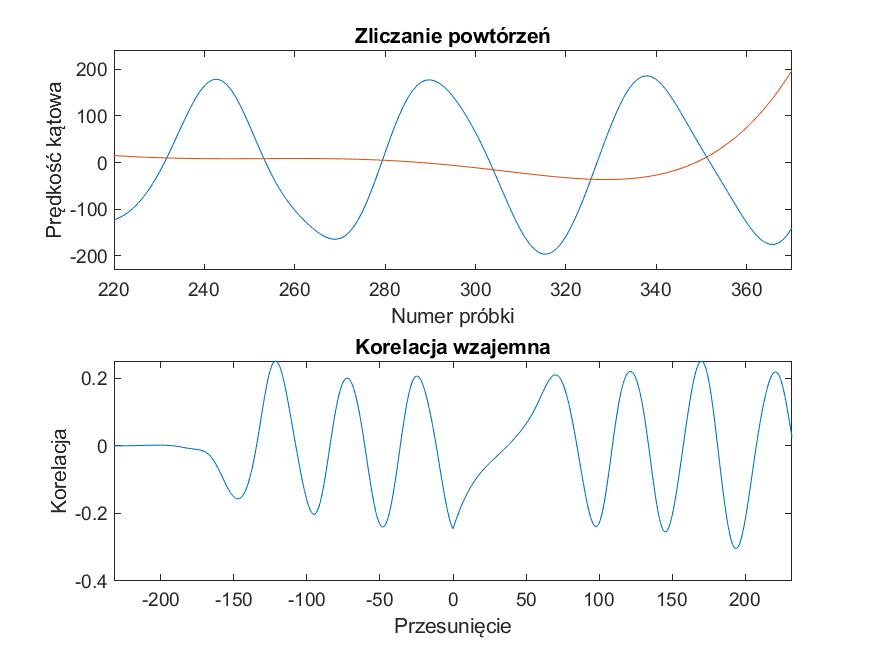 Zliczanie powtórzeń
200
100
0
-100
-200
Prędkość kątowa
220 240 260 280 300 320 340 360
Numer próbki
Korelacja wzajemna
0.2
0
-0.2
-0.4
Korelacja
-200 -150 -100 -50 0 50 100 150 200
Przesunięcie